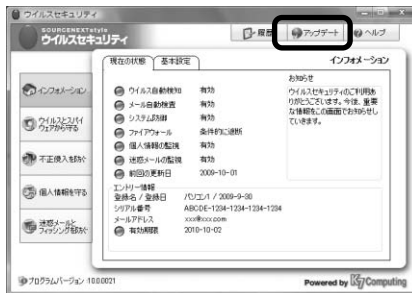 ウイルスセキュリティ
SOURCENEXTstyle
ウイルスセキュリティ
履歴
アップデート
ヘルプ
現在の状態
基本設定
インフォメーション
インフォメーション
ウイルスとスパイ
ウェアから守る
不正侵入を防ぐ
個人情報を守る
迷惑メールと
フィッシングを防ぐ
ウイルス自動検知 有効
メール自動検査 有効
システム防御 有効
ファイアウォール 条件的に遮断
個人情報の監視 有効
迷惑メールの監視 有効
前回の更新日 2009-10-01
お知らせ
ウイルスセキュリティのご利用あ
りがとうございます。今後、重要
な情報をこの画面でお知らせし
ていきます。
エントリー情報
登録名 / 登録日 パソコン1 / 2009-9-30
シリアル番号 ABCDE-1234-1234-1234-1234
メールアドレス xxx@xxx.com
有効期限 2010-10-02
プログラムバージョン 10.0.0021
Powered by K7Computing